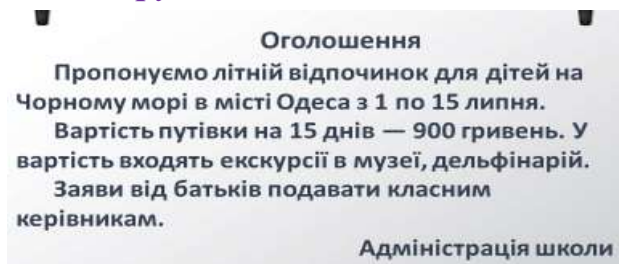 Оголошення
Пропонуємо літній відпочинок для дітей на
Чорному морі в місті Одеса з 1 по 15 липня.
Вартість путівки на 15 днів — 900 гривень. У
вартість входять екскурсії в музеї, дельфінарій.
Заяви від батьків подавати класним
керівникам.
Адміністрація школи